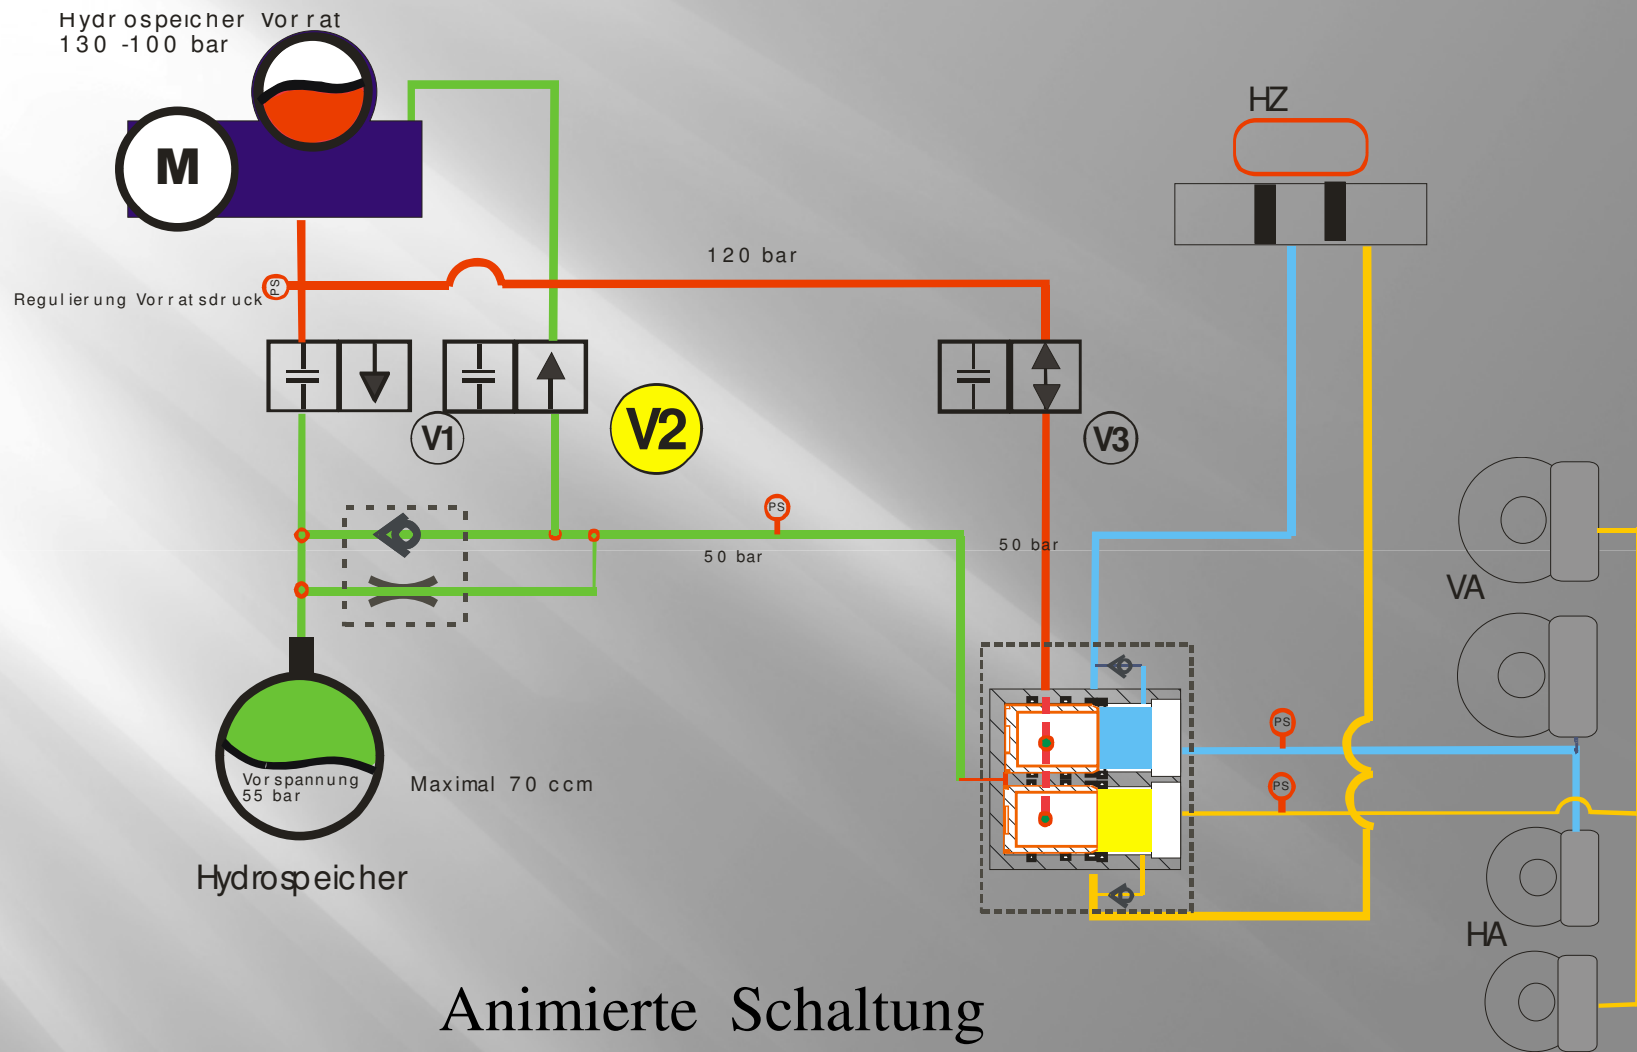 Hydrospeicher Vorrat
130 -100 bar
M
HZ
120 bar
PS
Regulierung Vorratsdruck
V1
V2
V3
PS
50 bar
50 bar
VA
Vorspannung
55 bar
Maximal 70 ccm
PS
PS
Hydrospeicher
HA
Animierte Schaltung